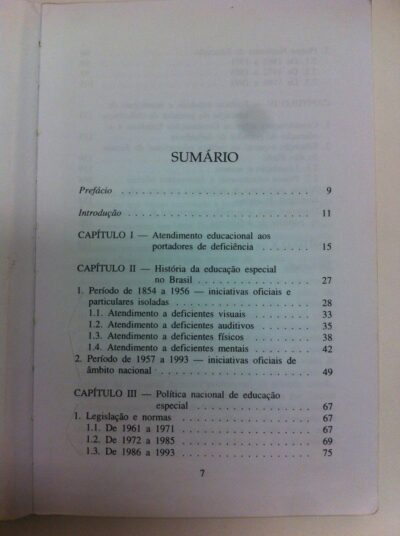 SUMÁRIO
Prefácio . . . . . . . . . . . . . . . . . . . . . . . . . . 9
Introdução . . . . . . . . . . . . . . . . . . . . . . . . 11
CAPÍTULO I — Atendimento educacional aos
portadores de deficiência . . . . . . . 15
CAPÍTULO II — História da educação especial
no Brasil . . . . . . . . . . . . . . . . 27
1. Período de 1854 a 1956 — iniciativas oficiais e
particulares isoladas . . . . . . . . . . . . . . . . . 28
1.1. Atendimento a deficientes visuais . . . . . . . . 33
1.2. Atendimento a deficientes auditivos . . . . . . . 35
1.3. Atendimento a deficientes físicos . . . . . . . . 38
1.4. Atendimento a deficientes mentais . . . . . . . . 42
2. Período de 1957 a 1993 — iniciativas oficiais de
âmbito nacional . . . . . . . . . . . . . . . . . . . . 49
CAPÍTULO III — Política nacional de educação
especial . . . . . . . . . . . . . . . . 67
1. Legislação e normas . . . . . . . . . . . . . . . . . 67
1.1. De 1961 a 1971 . . . . . . . . . . . . . . . . . . 67
1.2. De 1972 a 1985 . . . . . . . . . . . . . . . . . . 69
1.3. De 1986 a 1993 . . . . . . . . . . . . . . . . . . 75
7